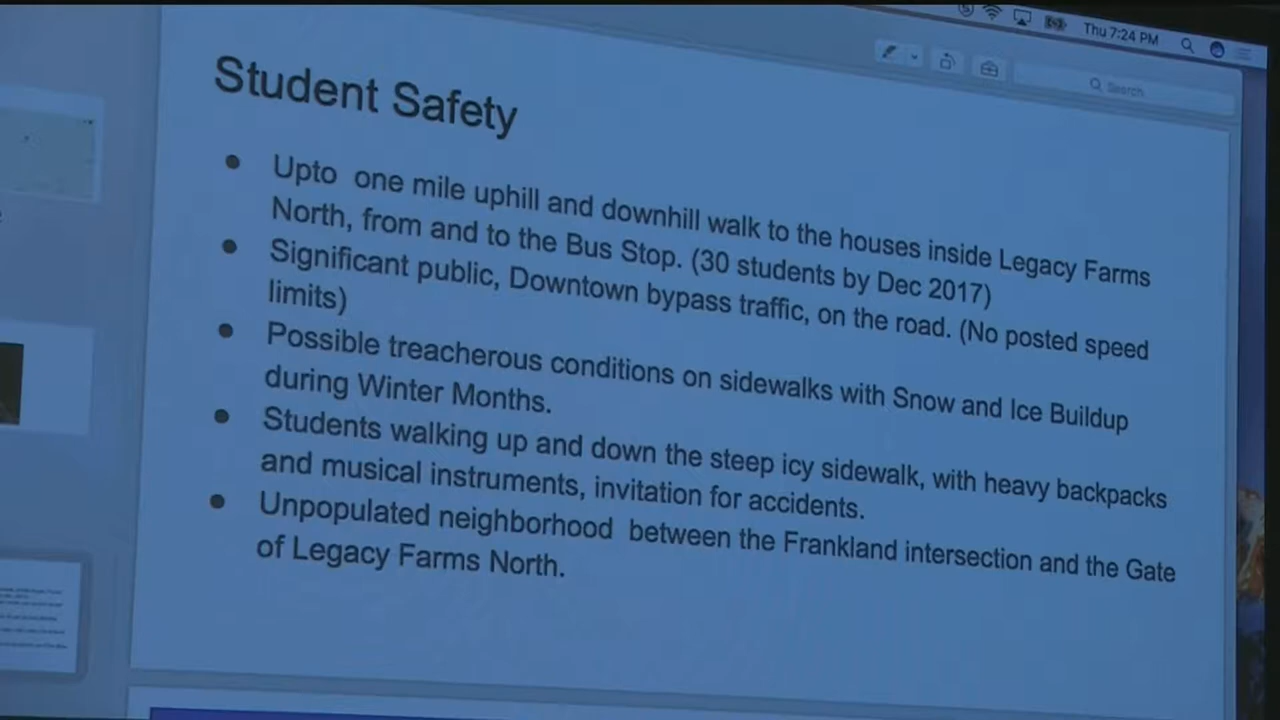 Thu 7:24 PM
Search
Student Safety
Upto one mile uphill and downhill walk to the houses inside Legacy Farms
North, from and to the Bus Stop. (30 students by Dec 2017)
Significant public, Downtown bypass traffic, on the road. (No posted speed
limits)
Possible treacherous conditions on sidewalks with Snow and Ice Buildup
during Winter Months.
Students walking up and down the steep icy sidewalk, with heavy backpacks
and musical instruments, invitation for accidents.
Unpopulated neighborhood between the Frankland intersection and the Gate
of Legacy Farms North.